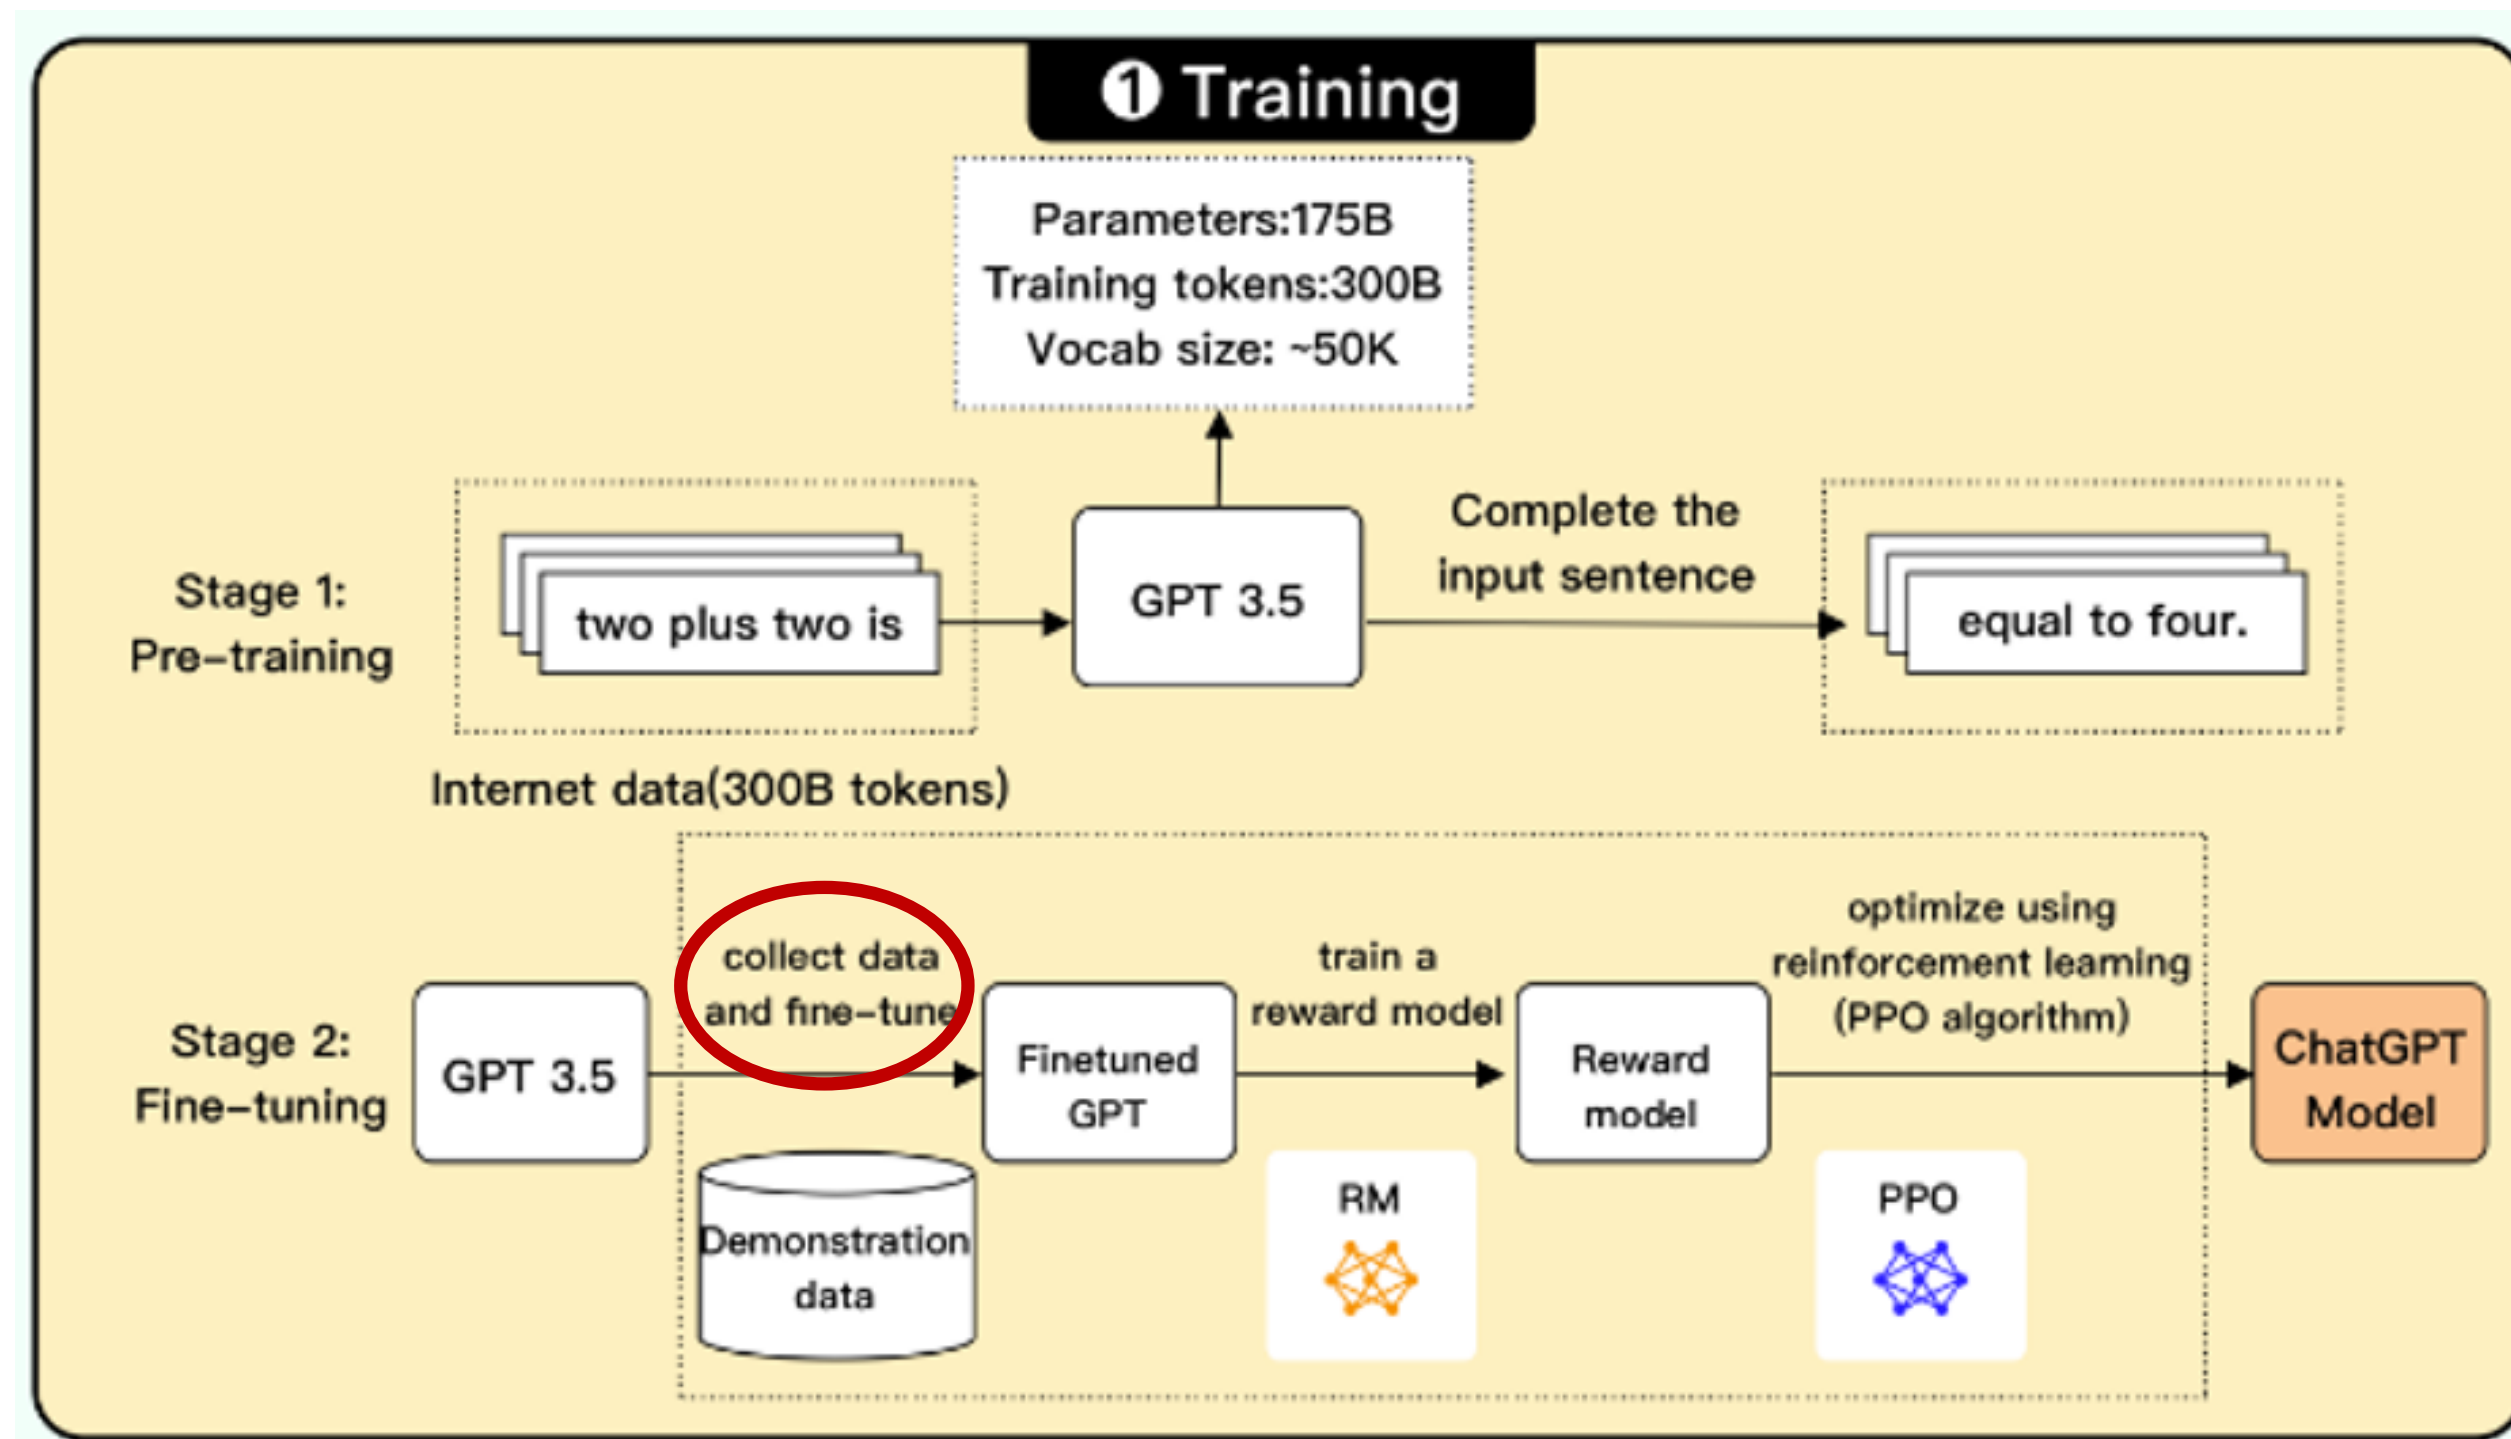 ❶ Training
Parameters:175B
Training tokens:300B
Vocab size: ~50K
Stage 1:
Pre-training
two plus two is
GPT 3.5
Complete the
input sentence
equal to four.
Internet data(300B tokens)
Stage 2:
Fine-tuning
GPT 3.5
collect data
and fine-tune
Demonstration
data
Finetuned
GPT
train a
reward model
RM
Reward
model
optimize using
reinforcement learning
(PPO algorithm)
PPO
ChatGPT
Model